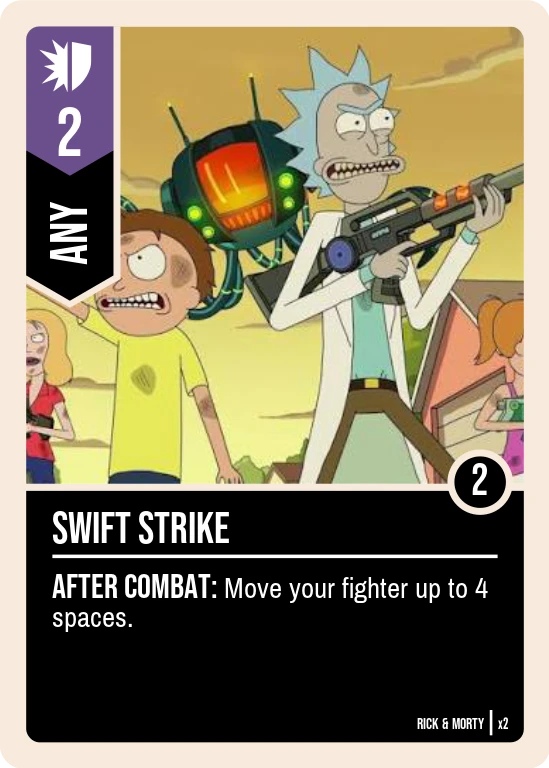 2
ANY
2
SWIFT STRIKE
AFTER COMBAT: Move your fighter up to 4
spaces.
RICK & MORTY | x2